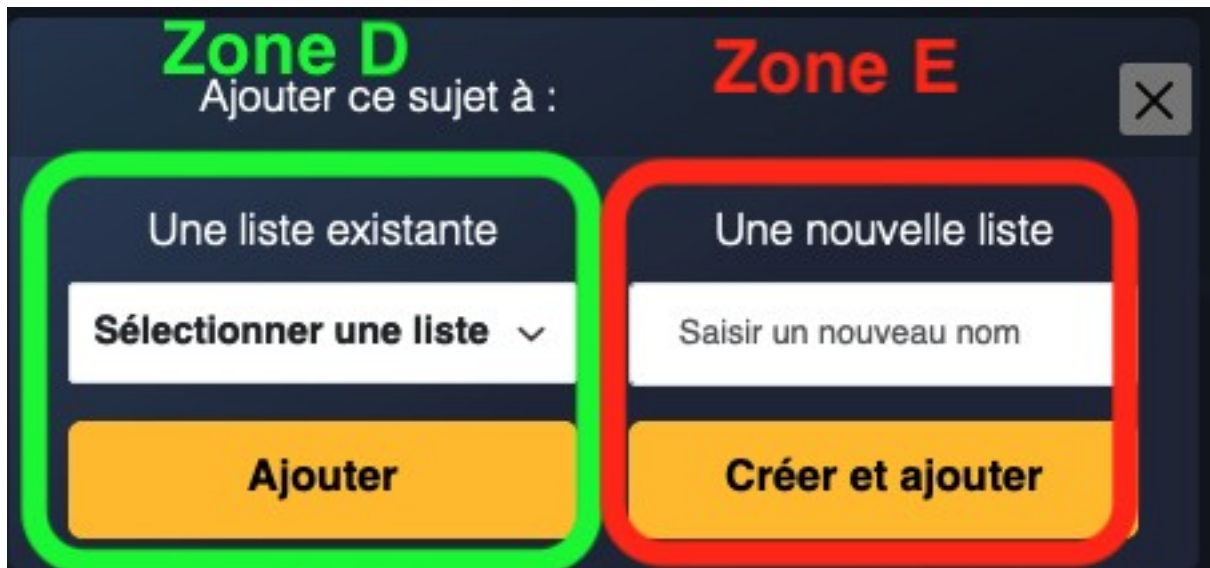 Zone D
Zone E
Ajouter ce sujet à :
Une liste existante
Une nouvelle liste
Sélectionner une liste
Saisir un nouveau nom
Ajouter
Créer et ajouter